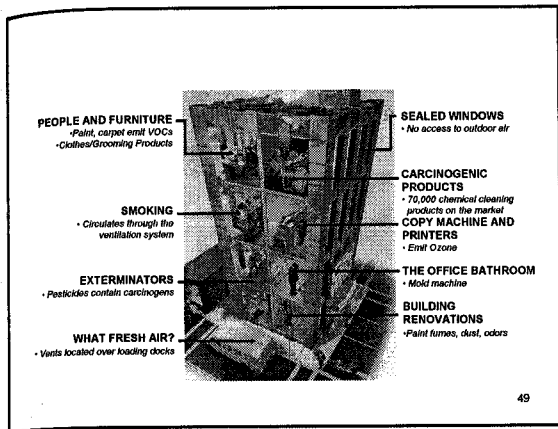 PEOPLE AND FURNITURE
•Paint, carpet emit VOCs
•Clothes/Grooming Products
SMOKING
• Circulates through the
ventilation system
EXTERMINATORS
• Pesticides contain carcinogens
WHAT FRESH AIR?
• Vents located over loading docks
SEALED WINDOWS
• No access to outdoor air
CARCINOGENIC
PRODUCTS
• 70,000 chemical cleaning
products on the market
COPY MACHINE AND
PRINTERS
• Emit Ozone
THE OFFICE BATHROOM
• Mold machine
BUILDING
RENOVATIONS
•Paint fumes, dust, odors
49